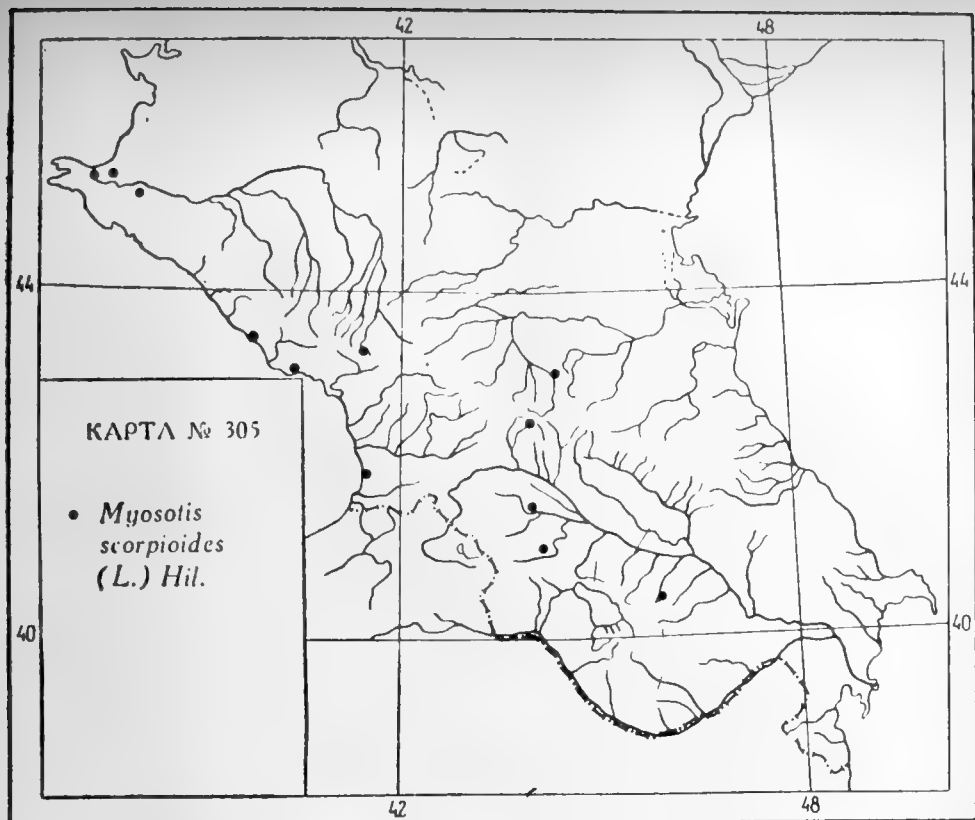 42 48
44 44
КАРТА № 305
• Myosotis
scorpioides
(L.) Hil.
40 40
42 48